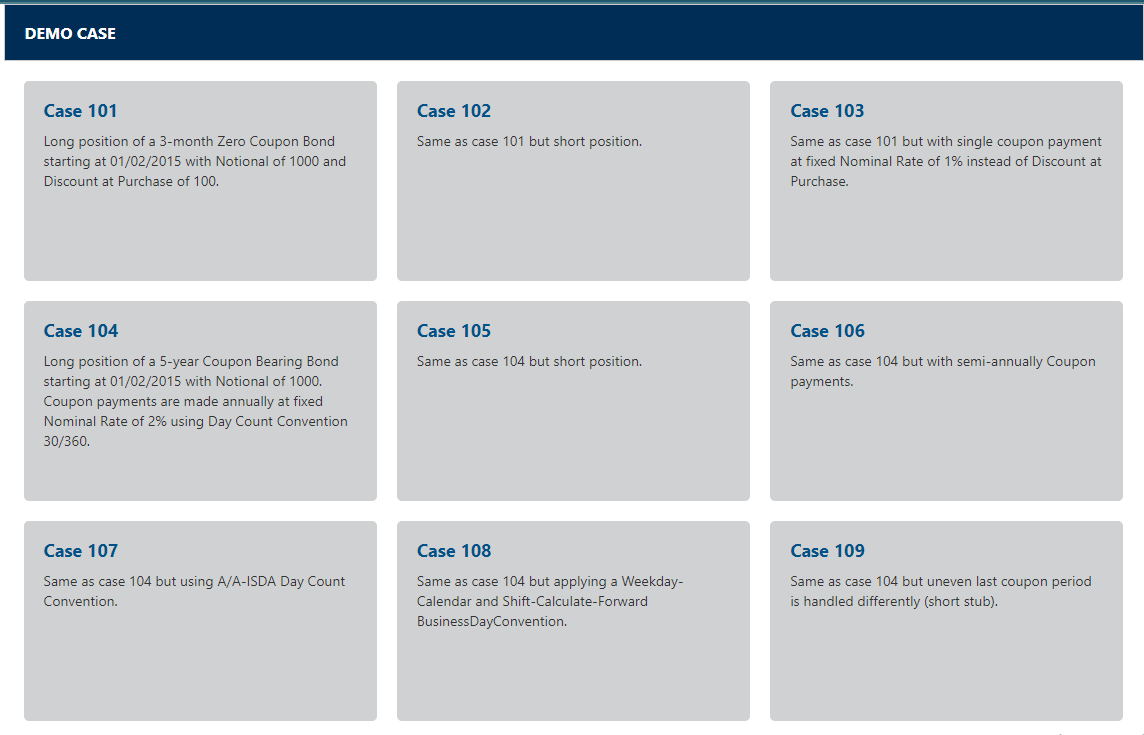 DEMO CASE
Case 101
Long position of a 3-month Zero Coupon Bond
starting at 01/02/2015 with Notional of 1000 and
Discount at Purchase of 100.
Case 102
Same as case 101 but short position.
Case 103
Same as case 101 but with single coupon payment
at fixed Nominal Rate of 1% instead of Discount at
Purchase.
Case 104
Long position of a 5-year Coupon Bearing Bond
starting at 01/02/2015 with Notional of 1000.
Coupon payments are made annually at fixed
Nominal Rate of 2% using Day Count Convention
30/360.
Case 105
Same as case 104 but short position.
Case 106
Same as case 104 but with semi-annually Coupon
payments.
Case 107
Same as case 104 but using A/A-ISDA Day Count
Convention.
Case 108
Same as case 104 but applying a Weekday-
Calendar and Shift-Calculate-Forward
BusinessDayConvention.
Case 109
Same as case 104 but uneven last coupon period
is handled differently (short stub).